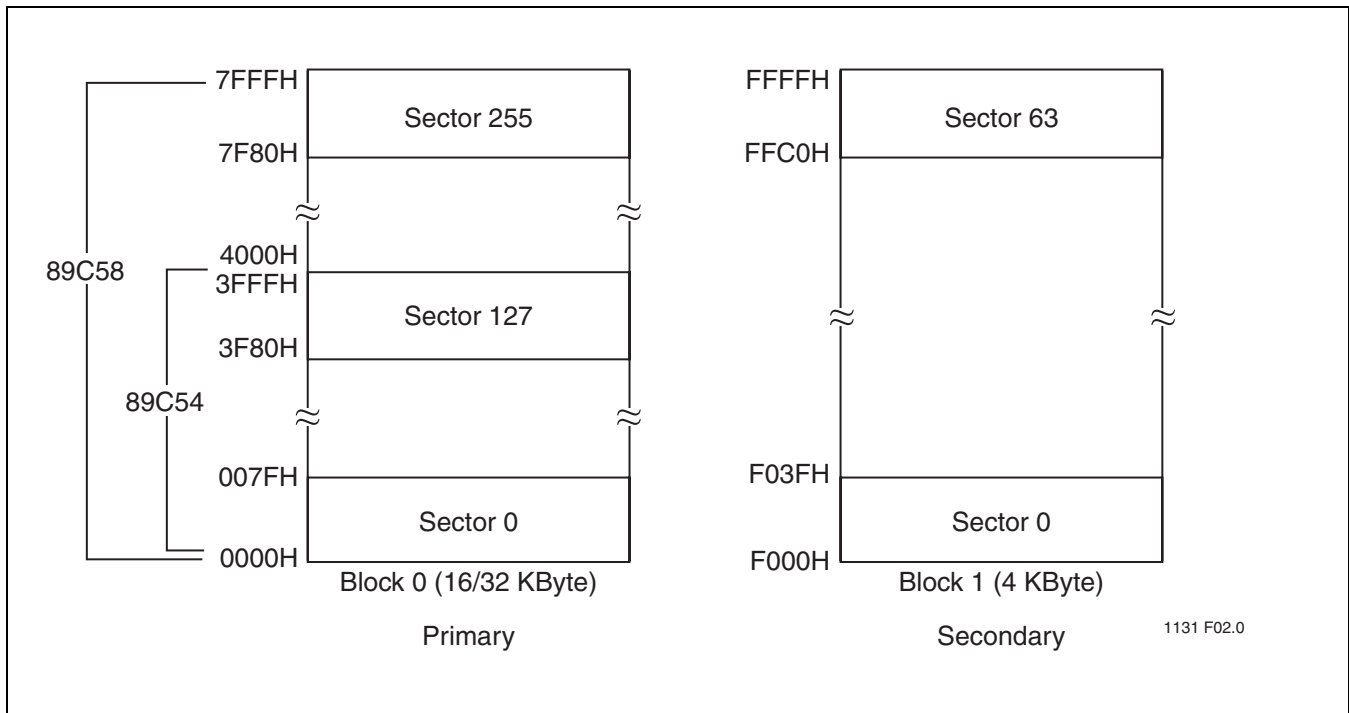 7FFFH
Sector 255
7F80H
4000H
3FFFH
Sector 127
3F80H
89C58
89C54
007FH
Sector 0
0000H
Block 0 (16/32 KByte)
Primary
FFFFH
Sector 63
FFC0H
F03FH
Sector 0
F000H
Block 1 (4 KByte)
Secondary
1131 F02.0